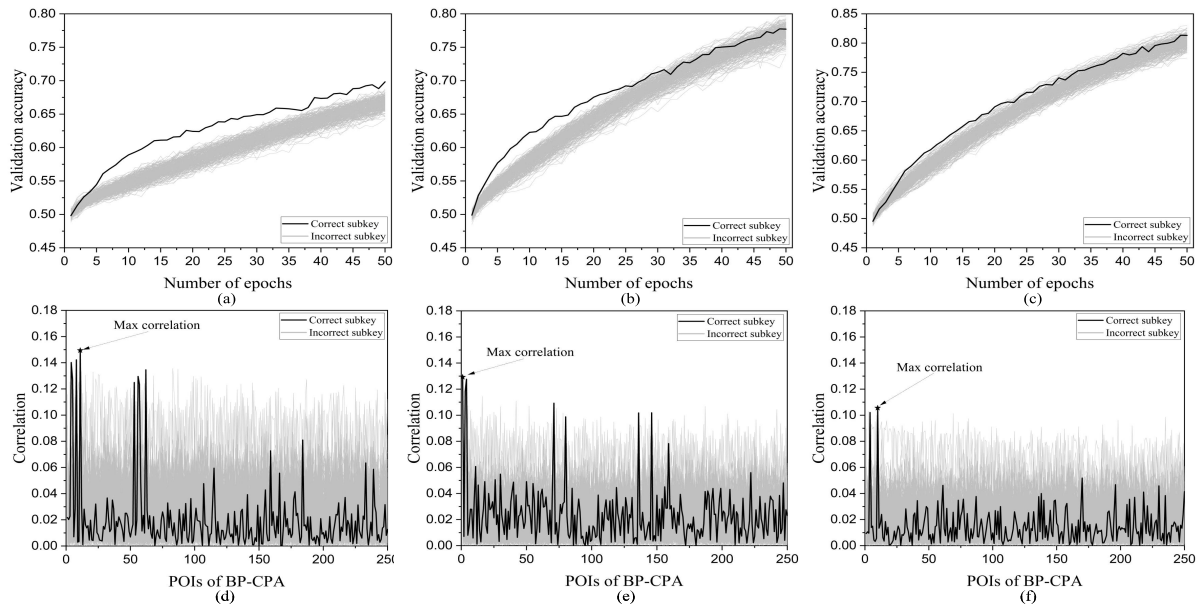 0.80
0.75
0.70
0.65
0.60
0.55
0.50
0.45
Validation accuracy
0 5 10 15 20 25 30 35 40 45 50
Number of epochs
(a)
Correct subkey
Incorrect subkey
0.80
0.75
0.70
0.65
0.60
0.55
0.50
0.45
Validation accuracy
0 5 10 15 20 25 30 35 40 45 50
Number of epochs
(b)
Correct subkey
Incorrect subkey
0.85
0.80
0.75
0.70
0.65
0.60
0.55
0.50
0.45
Validation accuracy
0 5 10 15 20 25 30 35 40 45 50
Number of epochs
(c)
Correct subkey
Incorrect subkey
0.18
0.16
0.14
0.12
0.10
0.08
0.06
0.04
0.02
0.00
Correlation
Max correlation
Correct subkey
Incorrect subkey
0 50 100 150 200 250
POIs of BP-CPA
(d)
0.18
0.16
0.14
0.12
0.10
0.08
0.06
0.04
0.02
0.00
Correlation
Max correlation
Correct subkey
Incorrect subkey
0 50 100 150 200 250
POIs of BP-CPA
(e)
0.18
0.16
0.14
0.12
0.10
0.08
0.06
0.04
0.02
0.00
Correlation
Max correlation
Correct subkey
Incorrect subkey
0 50 100 150 200 250
POIs of BP-CPA
(f)